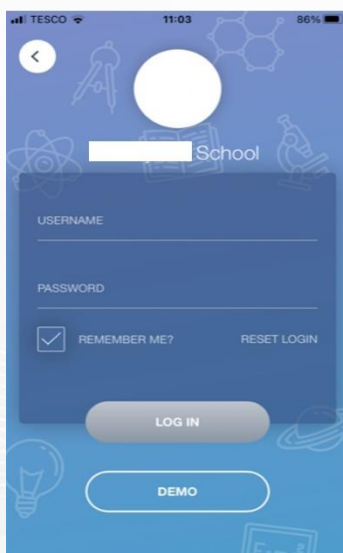 TESCO 11:03 86%
School
USERNAME
PASSWORD
REMEMBER ME? RESET LOGIN
LOG IN
DEMO